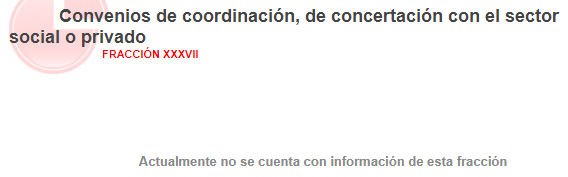 Convenios de coordinación, de concertación con el sector
social o privado
FRACCIÓN XXXVII
Actualmente no se cuenta con información de esta fracción